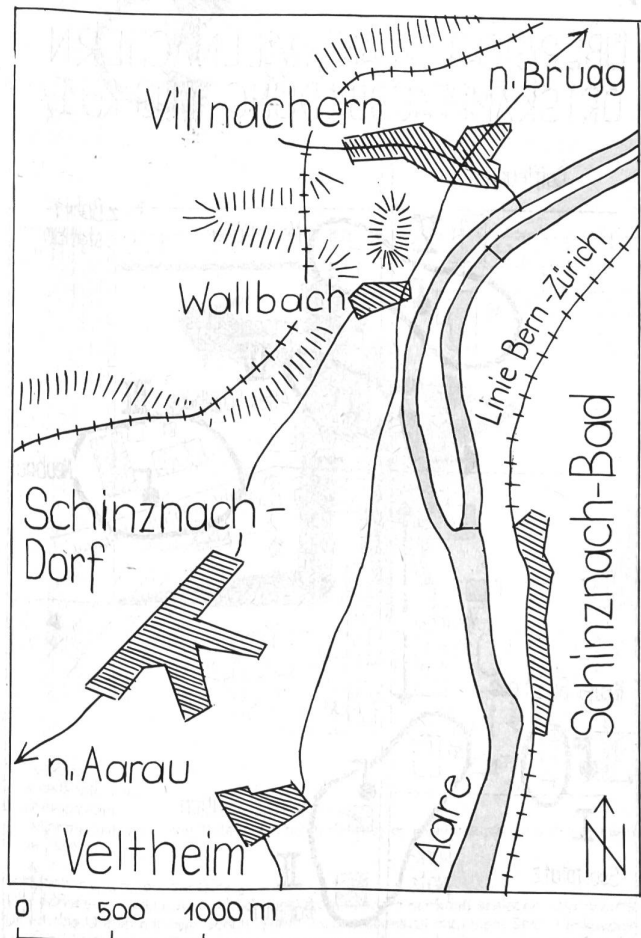 n. Brugg
Villnachern
Wallbach
Linie Bern-Zürich
Schinznach-Bad
Schinznach-
Dorf
n. Aarau
Aare
Veltheim
N
0 500 1000 m